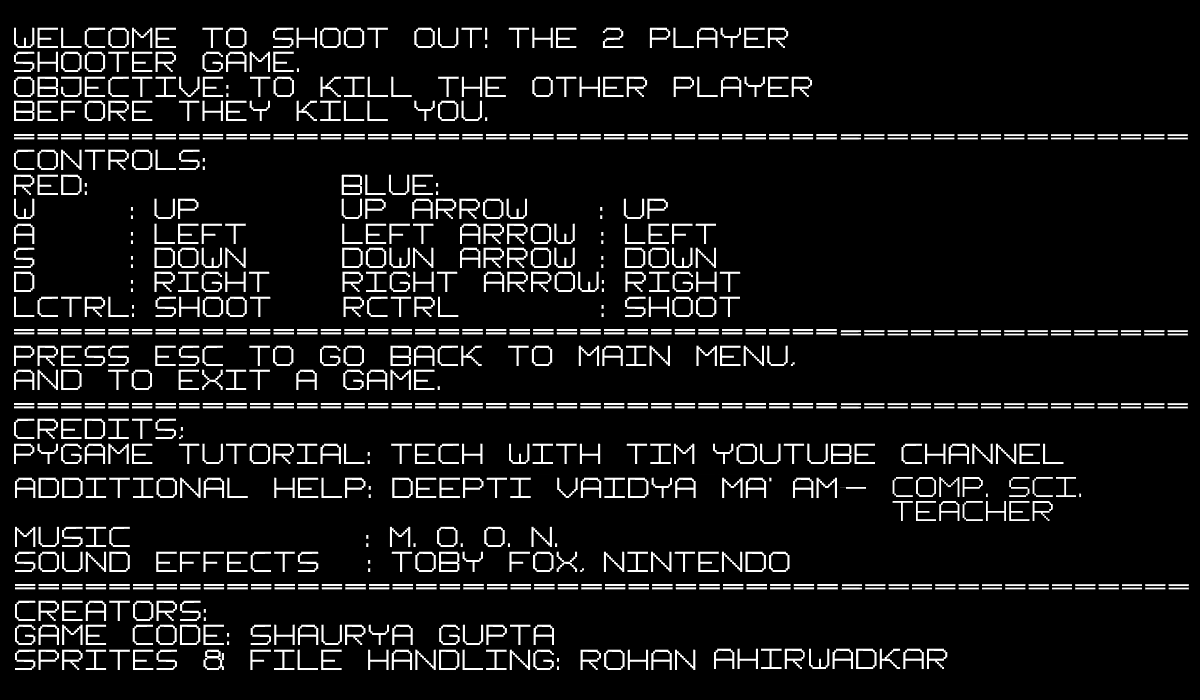 WELCOME TO SHOOT OUT! THE 2 PLAYER
SHOOTER GAME.
OBJECTIVE: TO KILL THE OTHER PLAYER
BEFORE THEY KILL YOU.
==================================================
CONTROLS:
RED: BLUE:
W : UP UP ARROW : UP
A : LEFT LEFT ARROW : LEFT
S : DOWN DOWN ARROW : DOWN
D : RIGHT RIGHT ARROW: RIGHT
LCTRL: SHOOT RCTRL : SHOOT
==================================================
PRESS ESC TO GO BACK TO MAIN MENU,
AND TO EXIT A GAME.
==================================================
CREDITS;
PYGAME TUTORIAL: TECH WITH TIM YOUTUBE CHANNEL
ADDITIONAL HELP: DEEPTI VAIDYA MA'AM- COMP. SCI.
TEACHER
MUSIC : M. O. O. N.
SOUND EFFECTS : TOBY FOX, NINTENDO
==================================================
CREATORS:
GAME CODE: SHAURYA GUPTA
SPRITES & FILE HANDLING: ROHAN AHIRWADKAR